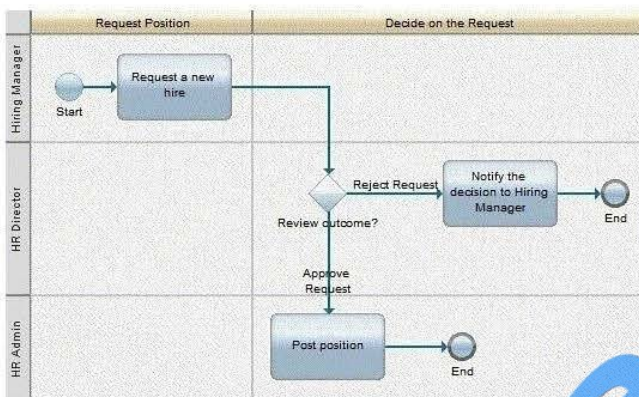 Request Position
Decide on the Request
Hiring Manager
Request a new
hire
Start
HR Director
Reject Request
Notify the
decision to Hiring
Manager
End
Review outcome?
Approve
Request
HR Admin
Post position
End